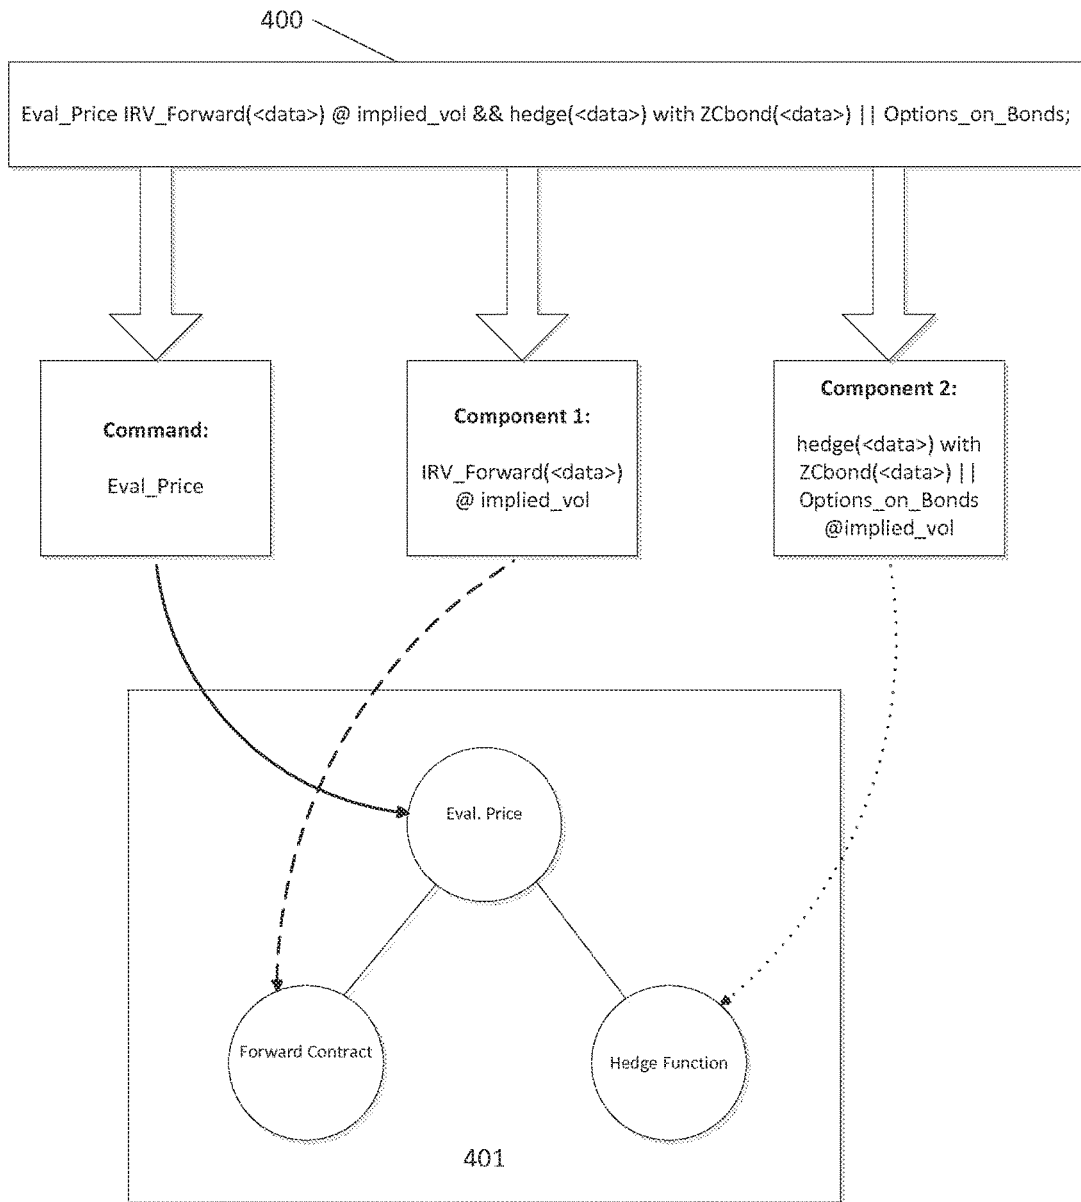 400
Eval_Price IRV_Forward(<data>) @ implied_vol && hedge(<data>) with ZCbond(<data>) || Options_on_Bonds;
Command:
Eval_Price
Component 1:
IRV_Forward(<data>)
@ implied_vol
Component 2:
hedge(<data>) with
ZCbond(<data>) ||
Options_on_Bonds
@implied_vol
Eval. Price
Forward Contract
Hedge Function
401